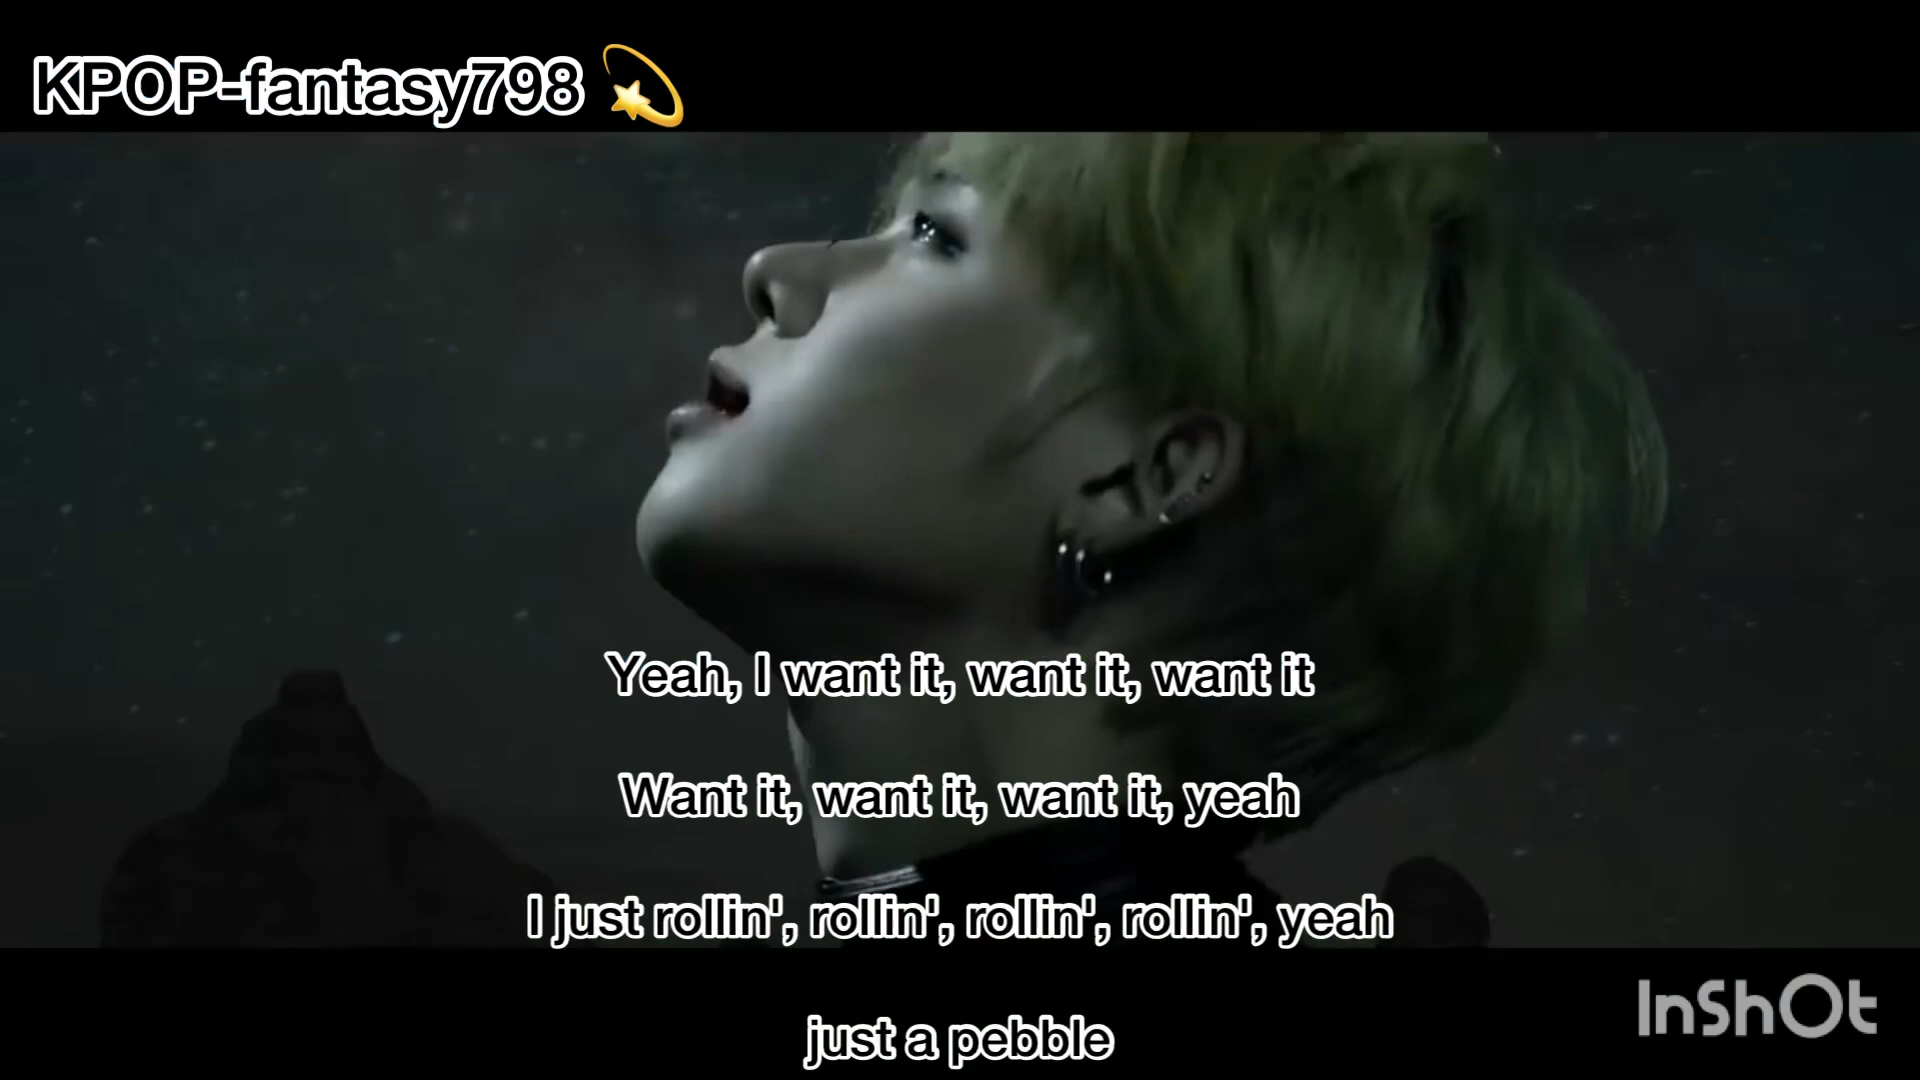 KPOP-fantasy798 💫
Yeah, I want it, want it, want it
Want it, want it, want it, yeah
I just rollin', rollin', rollin', rollin', yeah
just a pebble
InShOt